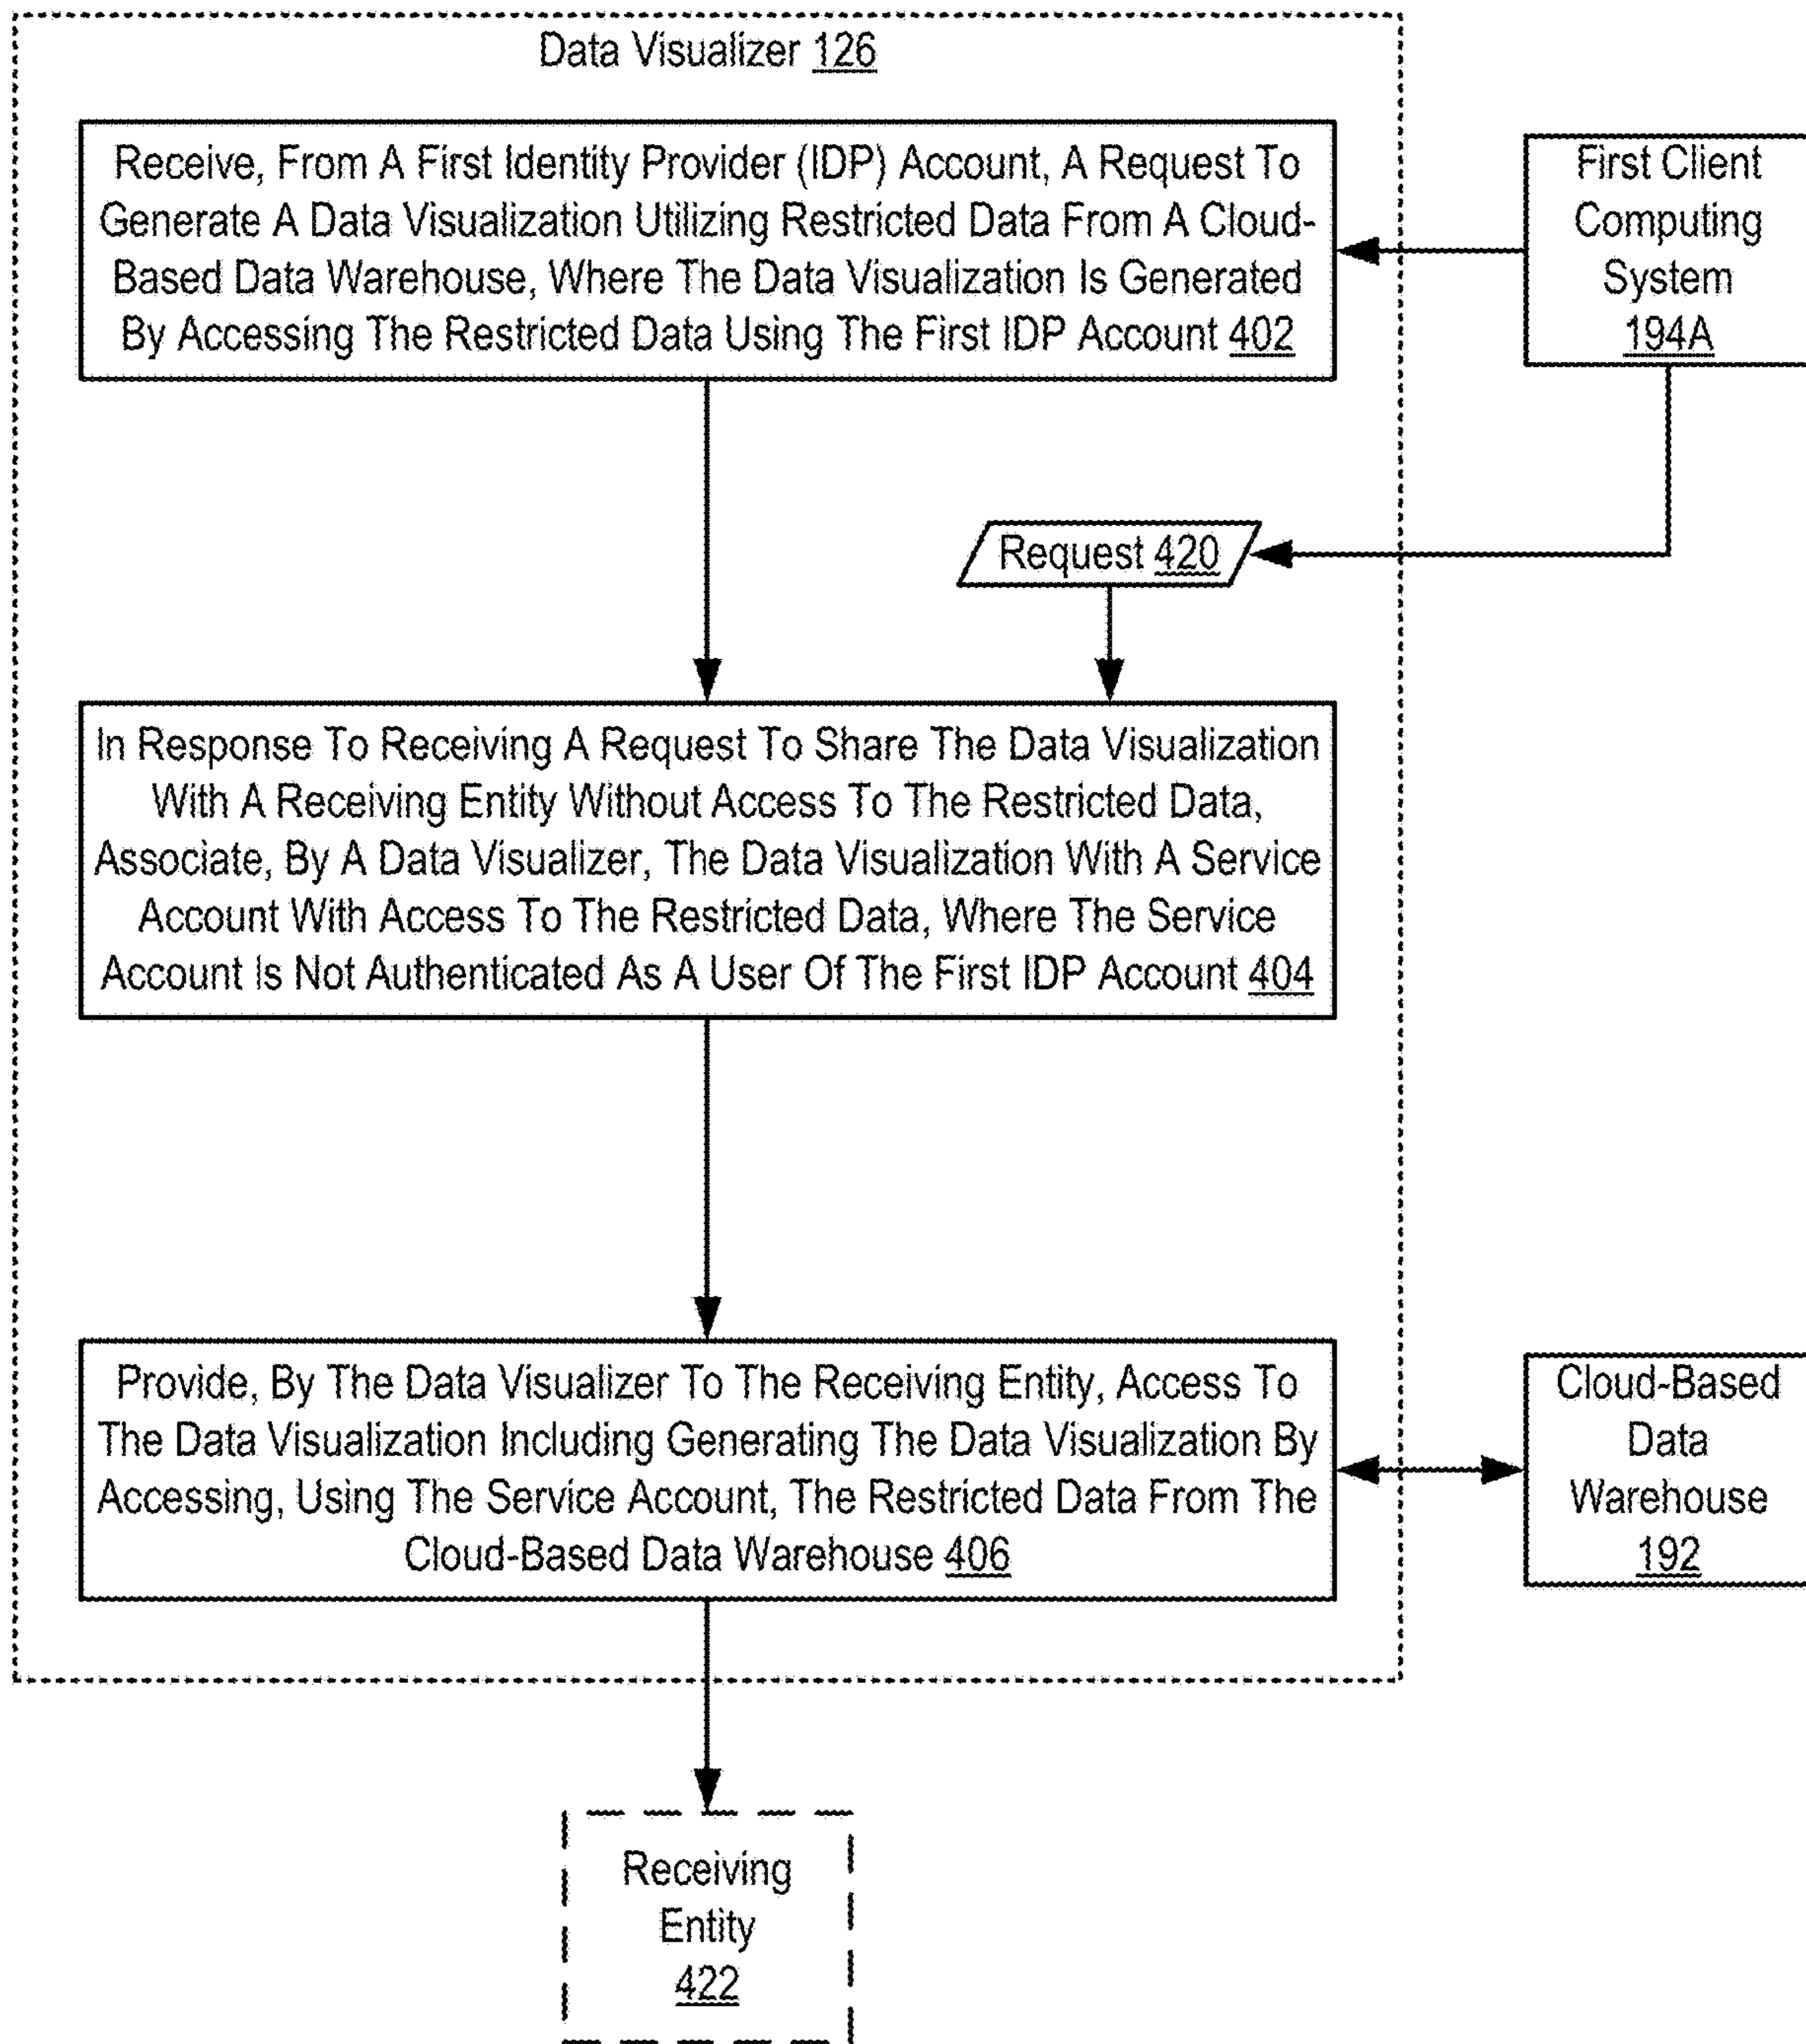 Data Visualizer 126
Receive, From A First Identity Provider (IDP) Account, A Request To
Generate A Data Visualization Utilizing Restricted Data From A Cloud-
Based Data Warehouse, Where The Data Visualization Is Generated
By Accessing The Restricted Data Using The First IDP Account 402
First Client
Computing
System
194A
Request 420
In Response To Receiving A Request To Share The Data Visualization
With A Receiving Entity Without Access To The Restricted Data,
Associate, By A Data Visualizer, The Data Visualization With A Service
Account With Access To The Restricted Data, Where The Service
Account Is Not Authenticated As A User Of The First IDP Account 404
Provide, By The Data Visualizer To The Receiving Entity, Access To
The Data Visualization Including Generating The Data Visualization By
Accessing, Using The Service Account, The Restricted Data From The
Cloud-Based Data Warehouse 406
Cloud-Based
Data
Warehouse
192
Receiving
Entity
422